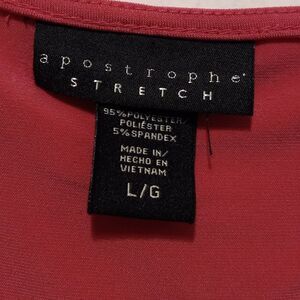 apostrophe
STRETCH
95%POLYESTER/
POLIÉSTER
5%SPANDEX
MADE IN/
HECHO EN
VIETNAM
L/G